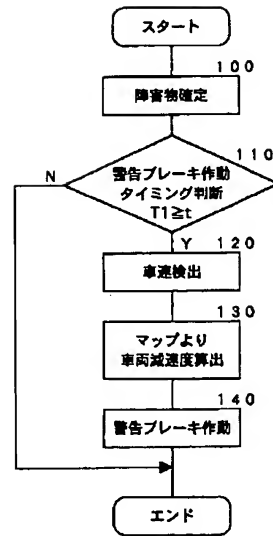 スタート
100
障害物確定
110
警告ブレーキ作動
タイミング判断
T1≧t
N
Y
120
車速検出
130
マップより
車両減速度算出
140
警告ブレーキ作動
エンド